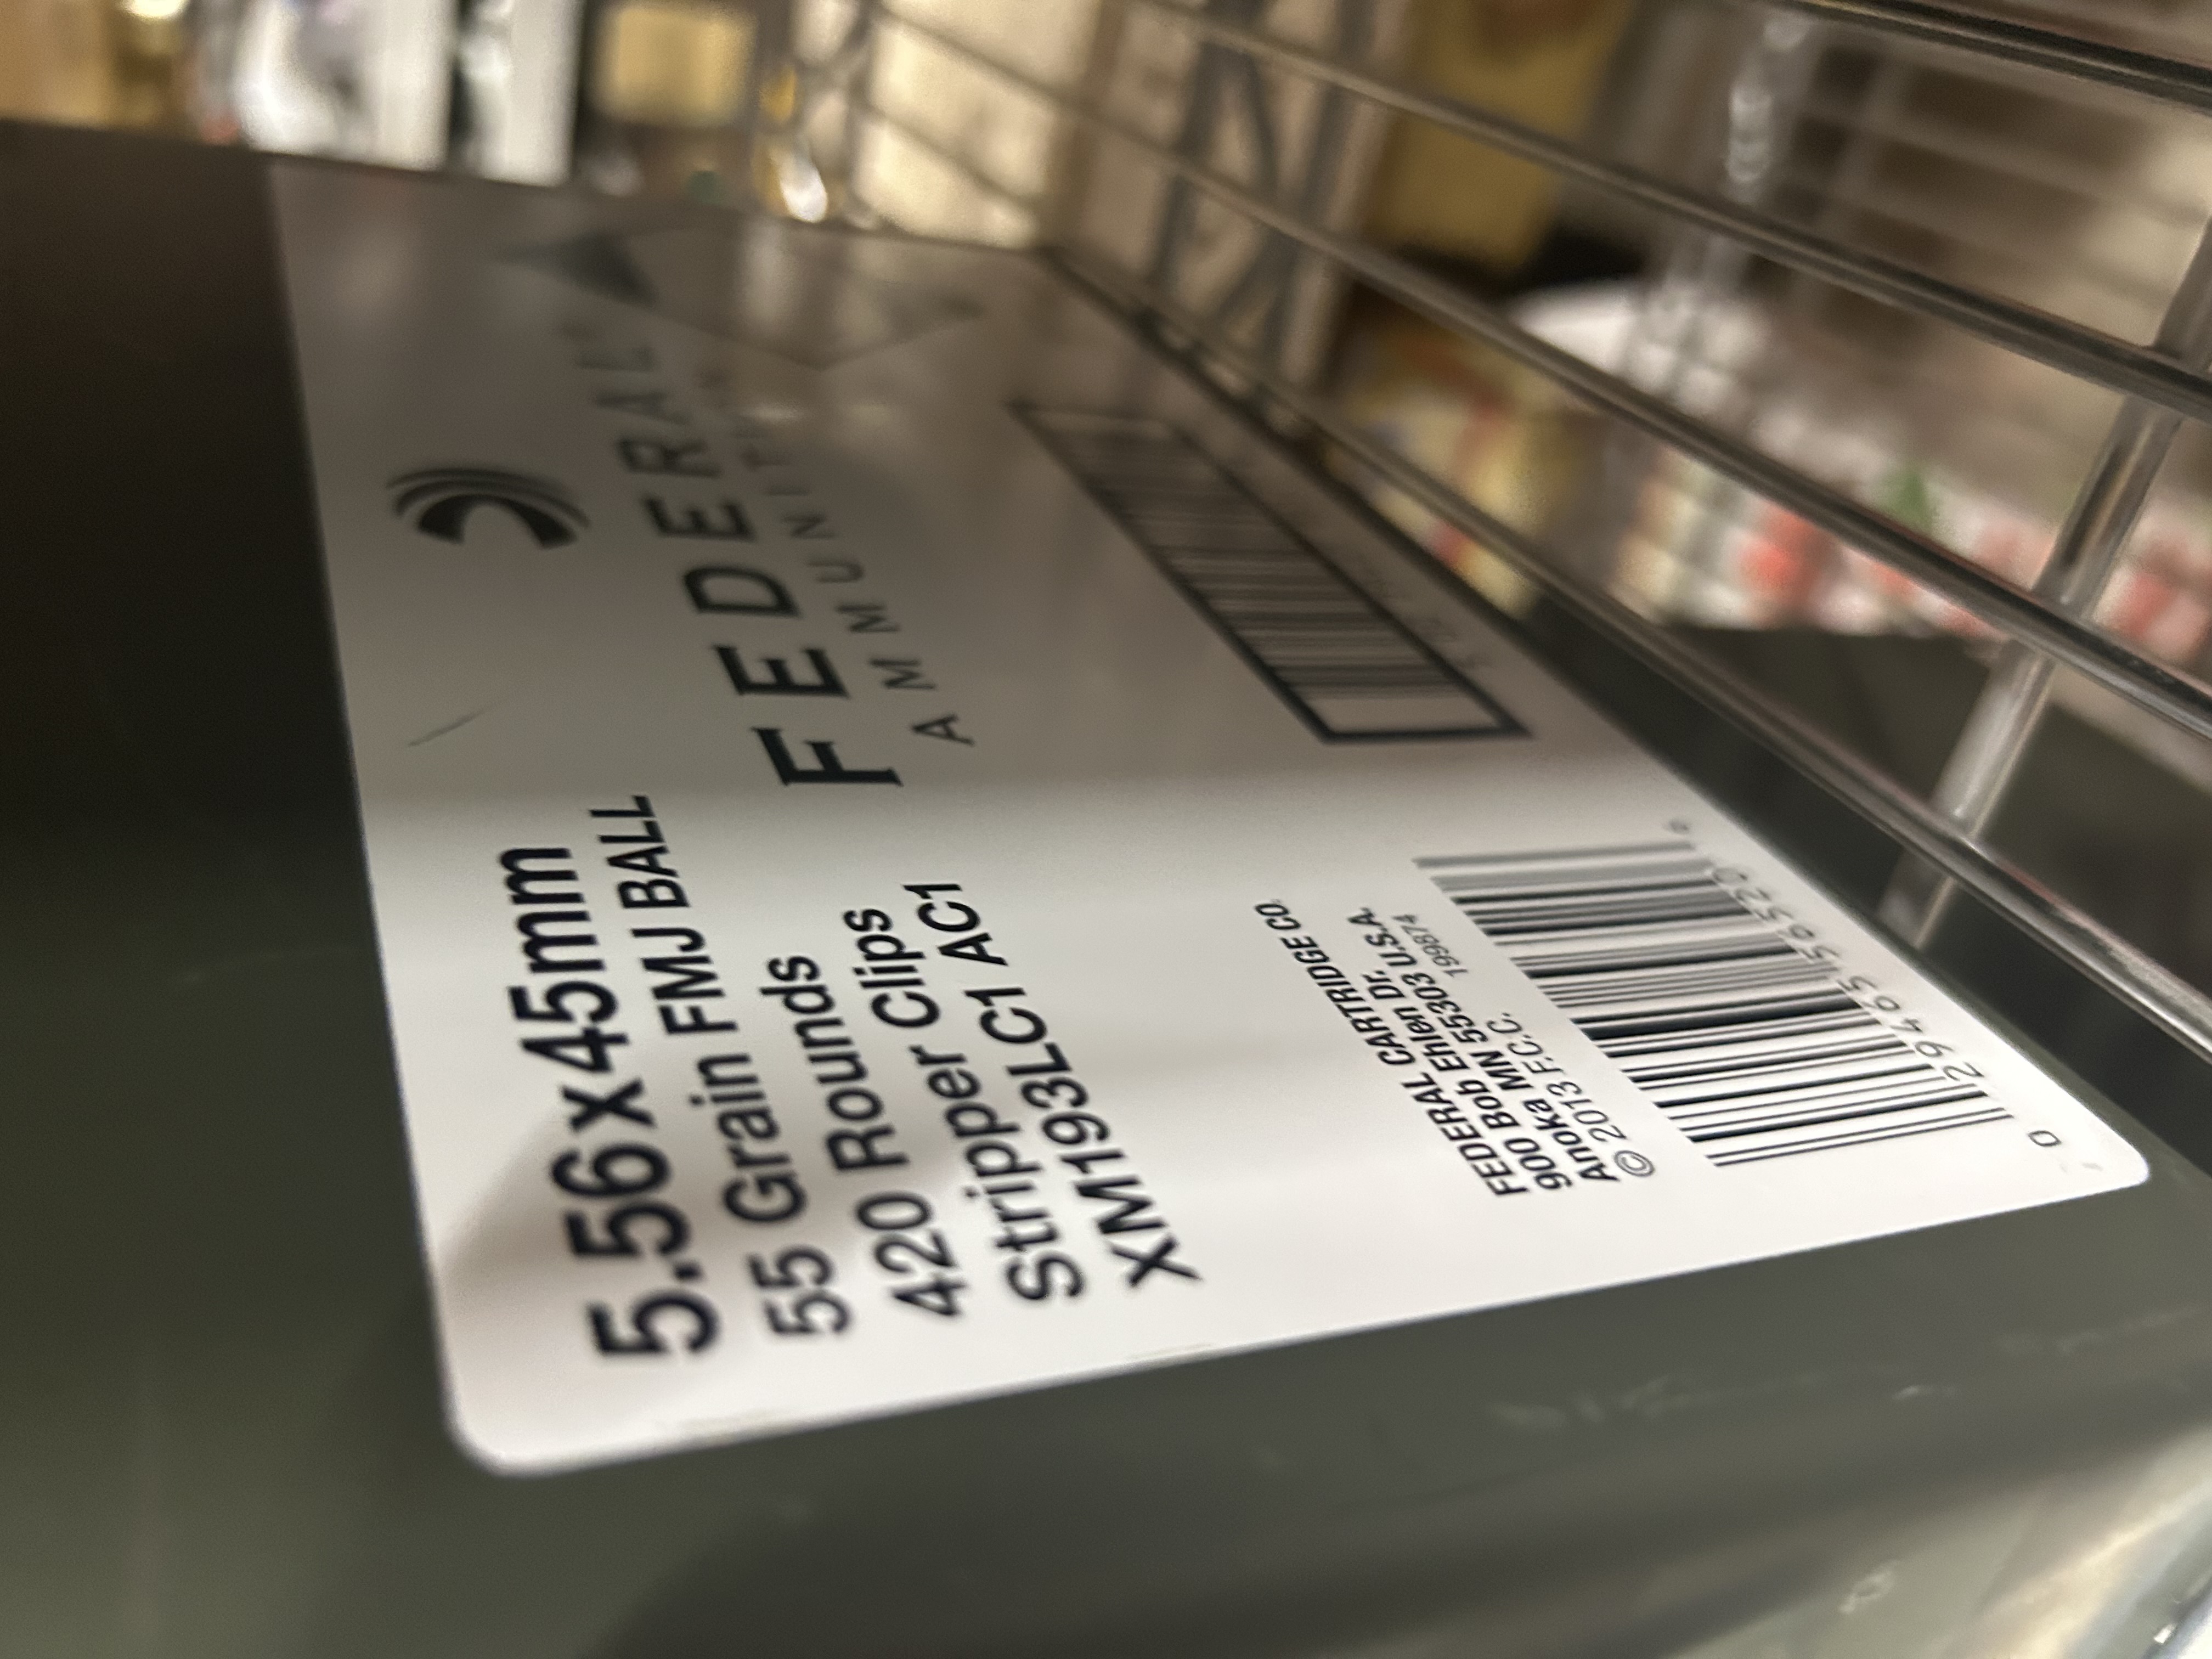 5.56x45mm
55 Grain FMJ BALL
420 Rounds
Stripper Clips
XM193LC1 AC1
FEDERAL
AMMUNITION
FEDERAL CARTRIDGE CO.
900 Bob Ehlen Dr.
Anoka MN 55303 U.S.A.
© 2013 F.C.C. 199874
0 29465 56520